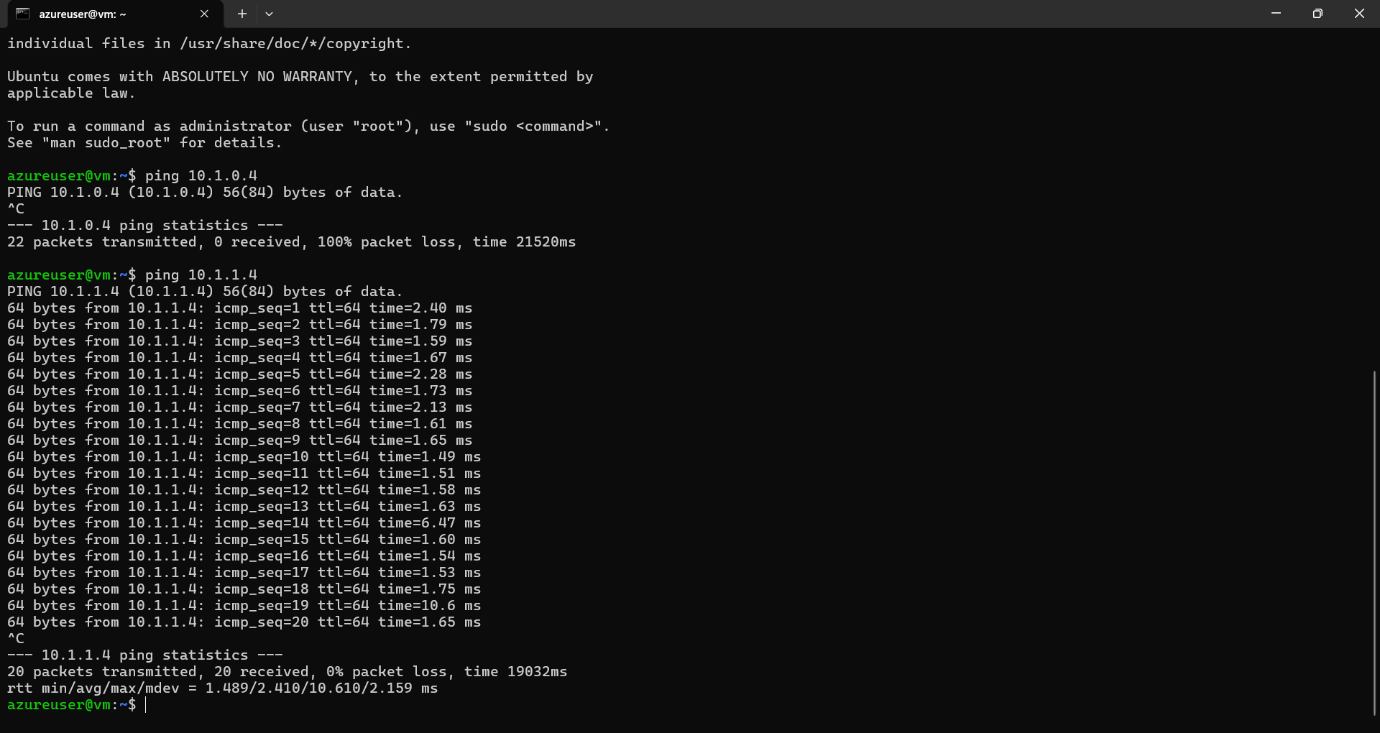 azureuser@vm: ~
individual files in /usr/share/doc/*/copyright.
Ubuntu comes with ABSOLUTELY NO WARRANTY, to the extent permitted by
applicable law.
To run a command as administrator (user "root"), use "sudo <command>".
See "man sudo_root" for details.
azureuser@vm:~$ ping 10.1.0.4
PING 10.1.0.4 (10.1.0.4) 56(84) bytes of data.
^C
--- 10.1.0.4 ping statistics ---
22 packets transmitted, 0 received, 100% packet loss, time 21520ms
azureuser@vm:~$ ping 10.1.1.4
PING 10.1.1.4 (10.1.1.4) 56(84) bytes of data.
64 bytes from 10.1.1.4: icmp_seq=1 ttl=64 time=2.40 ms
64 bytes from 10.1.1.4: icmp_seq=2 ttl=64 time=1.79 ms
64 bytes from 10.1.1.4: icmp_seq=3 ttl=64 time=1.59 ms
64 bytes from 10.1.1.4: icmp_seq=4 ttl=64 time=1.67 ms
64 bytes from 10.1.1.4: icmp_seq=5 ttl=64 time=2.28 ms
64 bytes from 10.1.1.4: icmp_seq=6 ttl=64 time=1.73 ms
64 bytes from 10.1.1.4: icmp_seq=7 ttl=64 time=2.13 ms
64 bytes from 10.1.1.4: icmp_seq=8 ttl=64 time=1.61 ms
64 bytes from 10.1.1.4: icmp_seq=9 ttl=64 time=1.65 ms
64 bytes from 10.1.1.4: icmp_seq=10 ttl=64 time=1.49 ms
64 bytes from 10.1.1.4: icmp_seq=11 ttl=64 time=1.51 ms
64 bytes from 10.1.1.4: icmp_seq=12 ttl=64 time=1.58 ms
64 bytes from 10.1.1.4: icmp_seq=13 ttl=64 time=1.63 ms
64 bytes from 10.1.1.4: icmp_seq=14 ttl=64 time=6.47 ms
64 bytes from 10.1.1.4: icmp_seq=15 ttl=64 time=1.60 ms
64 bytes from 10.1.1.4: icmp_seq=16 ttl=64 time=1.54 ms
64 bytes from 10.1.1.4: icmp_seq=17 ttl=64 time=1.53 ms
64 bytes from 10.1.1.4: icmp_seq=18 ttl=64 time=1.75 ms
64 bytes from 10.1.1.4: icmp_seq=19 ttl=64 time=10.6 ms
64 bytes from 10.1.1.4: icmp_seq=20 ttl=64 time=1.65 ms
^C
--- 10.1.1.4 ping statistics ---
20 packets transmitted, 20 received, 0% packet loss, time 19032ms
rtt min/avg/max/mdev = 1.489/2.410/10.610/2.159 ms
azureuser@vm:~$